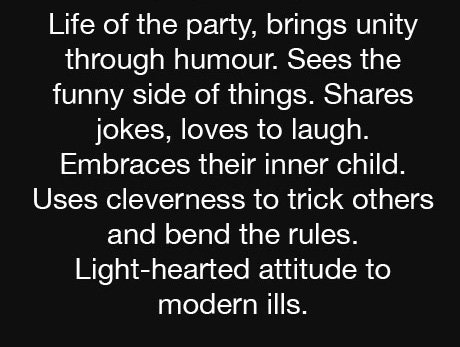 Life of the party, brings unity
through humour. Sees the
funny side of things. Shares
jokes, loves to laugh.
Embraces their inner child.
Uses cleverness to trick others
and bend the rules.
Light-hearted attitude to
modern ills.